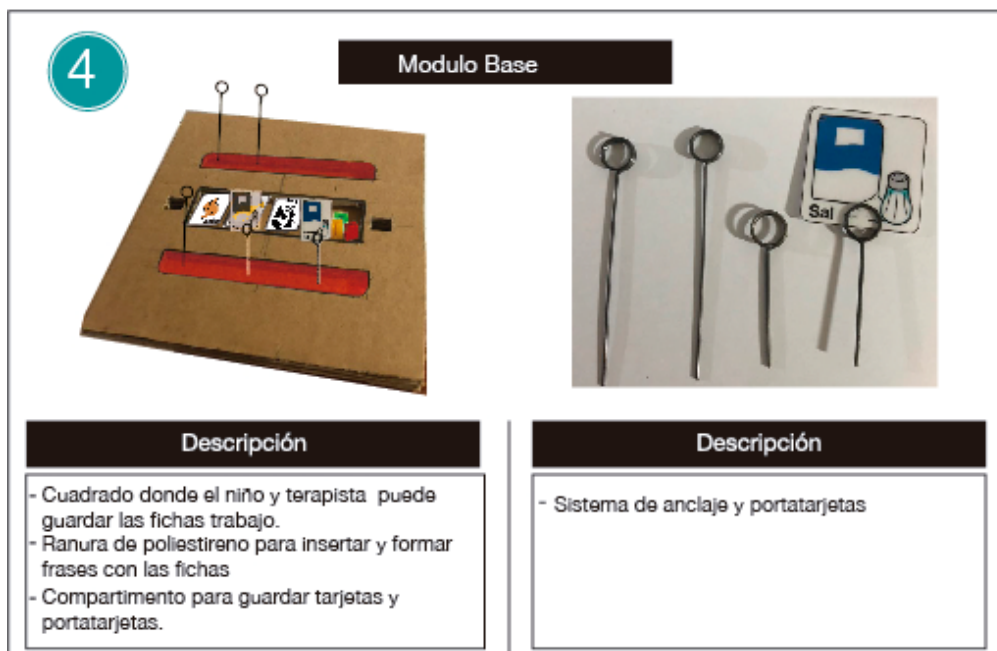 4
Modulo Base
Sal
Descripción
- Cuadrado donde el niño y terapista puede
guardar las fichas trabajo.
- Ranura de poliestireno para insertar y formar
frases con las fichas
- Compartimento para guardar tarjetas y
portatarjetas.
Descripción
- Sistema de anclaje y portatarjetas